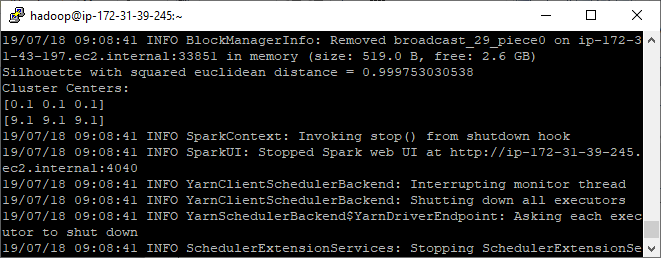 hadoop@ip-172-31-39-245:~
19/07/18 09:08:41 INFO BlockManagerInfo: Removed broadcast_29_piece0 on ip-172-3
1-43-197.ec2.internal:33851 in memory (size: 519.0 B, free: 2.6 GB)
Silhouette with squared euclidean distance = 0.999753030538
Cluster Centers:
[0.1 0.1 0.1]
[9.1 9.1 9.1]
19/07/18 09:08:41 INFO SparkContext: Invoking stop() from shutdown hook
19/07/18 09:08:41 INFO SparkUI: Stopped Spark web UI at http://ip-172-31-39-245.
ec2.internal:4040
19/07/18 09:08:41 INFO YarnClientSchedulerBackend: Interrupting monitor thread
19/07/18 09:08:41 INFO YarnClientSchedulerBackend: Shutting down all executors
19/07/18 09:08:41 INFO YarnSchedulerBackend$YarnDriverEndpoint: Asking each exec
utor to shut down
19/07/18 09:08:41 INFO SchedulerExtensionServices: Stopping SchedulerExtensionSe